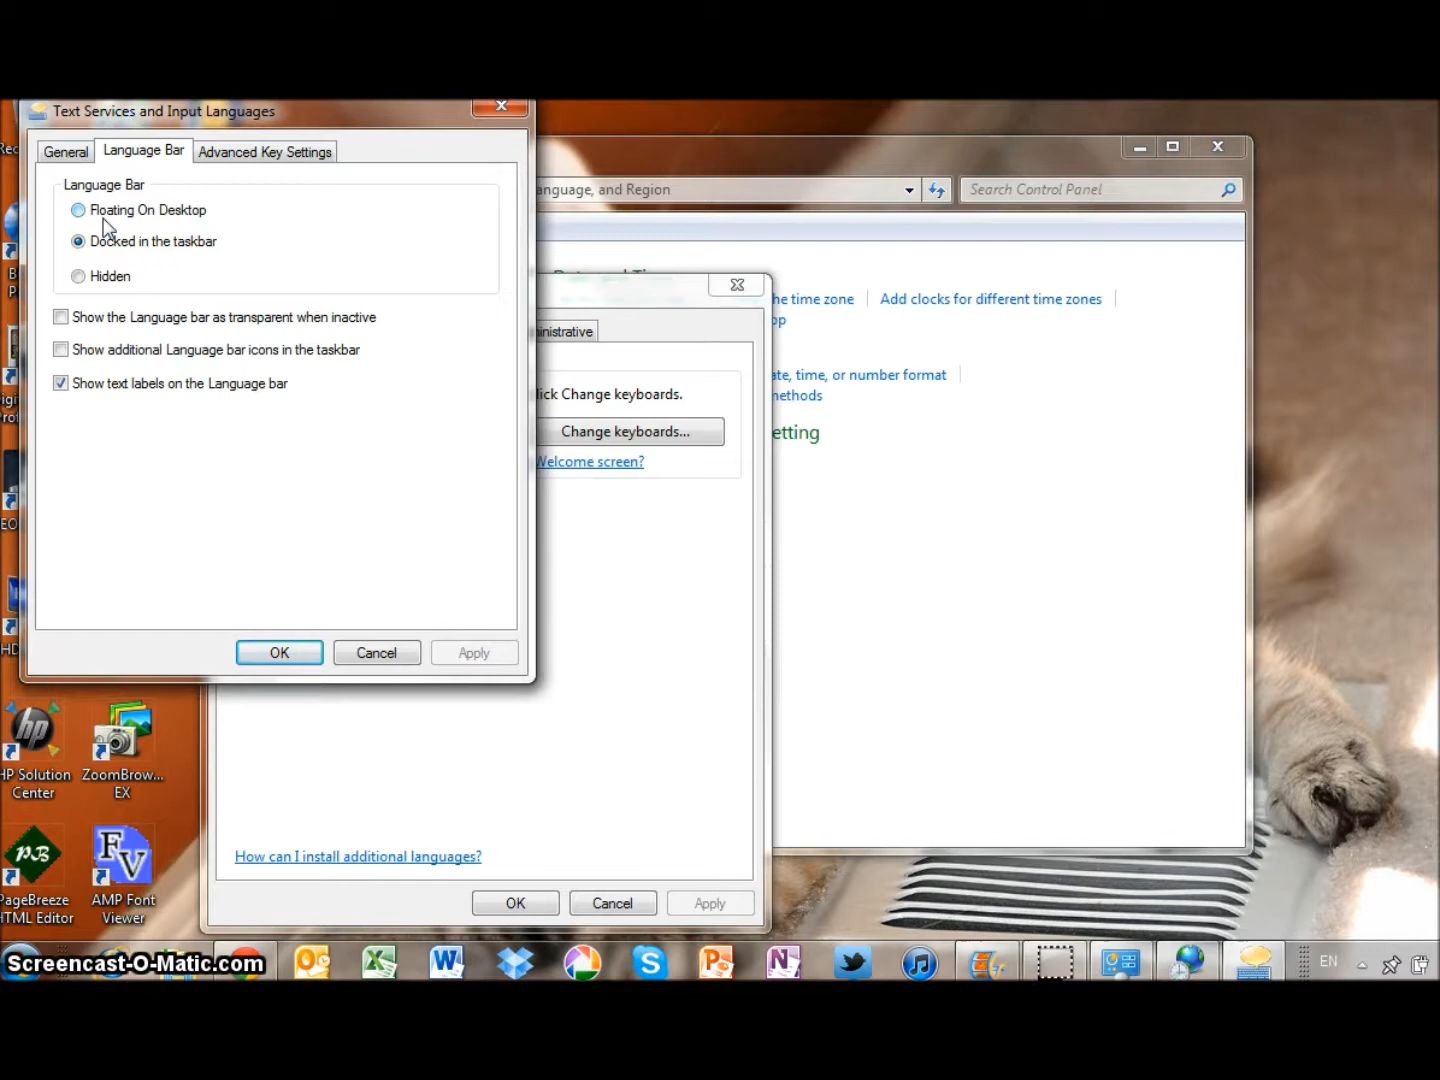 Text Services and Input Languages
General
Language Bar
Advanced Key Settings
Language Bar
Floating On Desktop
Docked in the taskbar
Hidden
Show the Language bar as transparent when inactive
Show additional Language bar icons in the taskbar
Show text labels on the Language bar
OK
Cancel
Apply
anguage, and Region
Search Control Panel
he time zone
Add clocks for different time zones
op
ate, time, or number format
nethods
etting
ninistrative
lick Change keyboards.
Change keyboards...
Welcome screen?
How can I install additional languages?
OK
Cancel
Apply
HP Solution
Center
ZoomBrow...
EX
PageBreeze
HTML Editor
AMP Font
Viewer
Screencast-O-Matic.com
EN